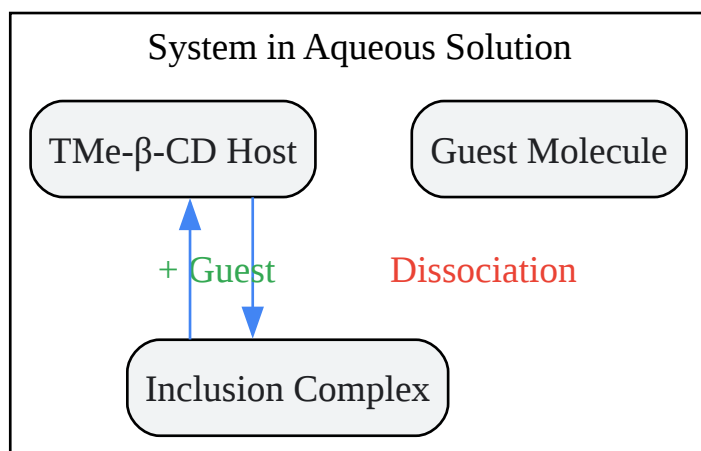 System in Aqueous Solution
TMe-β-CD Host
Guest Molecule
+ Guest
Dissociation
Inclusion Complex